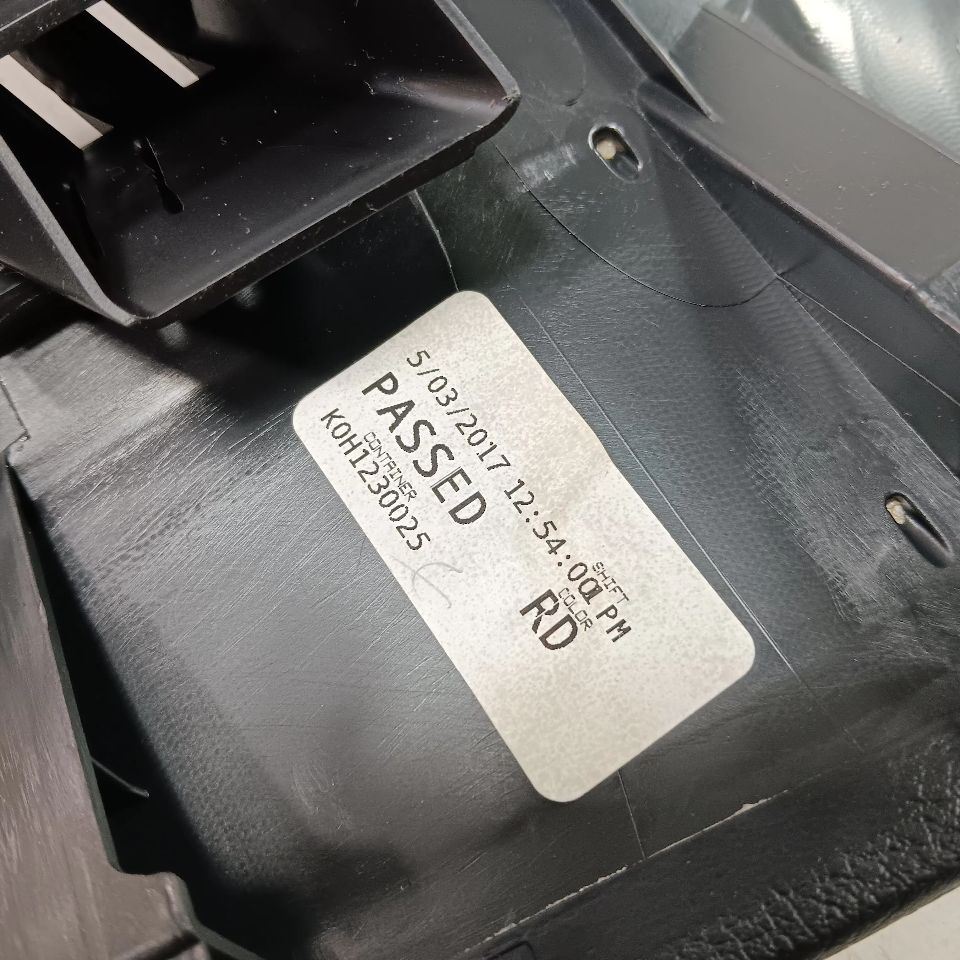 5/03/2017 12:54:00 PM
SHIFT
PASSED
COLOR
RD
CONTAINER
K0H1230025